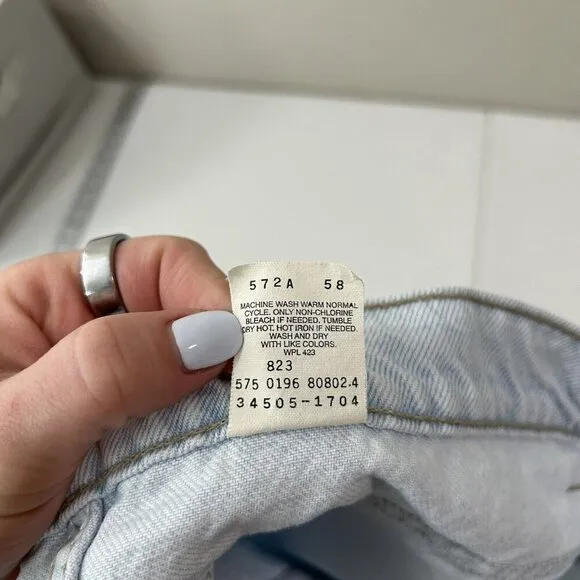 572A 58
MACHINE WASH WARM NORMAL
CYCLE. ONLY NON-CHLORINE
BLEACH IF NEEDED. TUMBLE
DRY HOT. HOT IRON IF NEEDED.
WASH AND DRY
WITH LIKE COLORS.
WPL 423
823
575 0196 80802.4
34505-1704